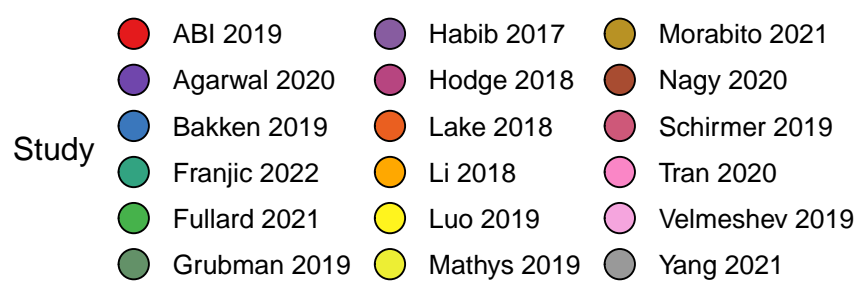 Study
ABI 2019
Agarwal 2020
Bakken 2019
Franjic 2022
Fullard 2021
Grubman 2019
Habib 2017
Hodge 2018
Lake 2018
Li 2018
Luo 2019
Mathys 2019
Morabito 2021
Nagy 2020
Schirmer 2019
Tran 2020
Velmeshev 2019
Yang 2021